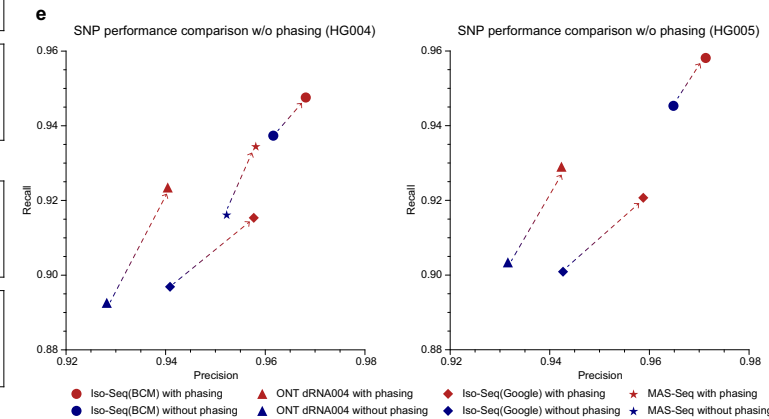 e
SNP performance comparison w/o phasing (HG004)
0.96
0.94
0.92
0.90
0.88
Recall
0.92
0.94
0.96
0.98
Precision
SNP performance comparison w/o phasing (HG005)
0.96
0.94
0.92
0.90
0.88
Recall
0.92
0.94
0.96
0.98
Precision
Iso-Seq(BCM) with phasing
ONT dRNA004 with phasing
Iso-Seq(Google) with phasing
MAS-Seq with phasing
Iso-Seq(BCM) without phasing
ONT dRNA004 without phasing
Iso-Seq(Google) without phasing
MAS-Seq without phasing